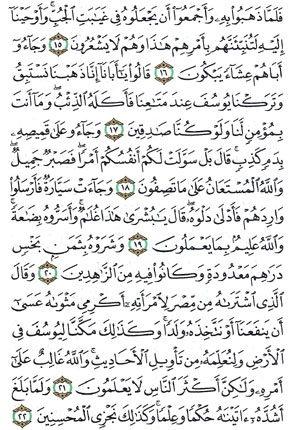 فَلَمَّا ذَهَبُوا۟ بِهِۦ وَأَجْمَعُوٓا۟ أَن يَجْعَلُوهُ فِى غَيَٰبَتِ ٱلْجُبِّ ۚ وَأَوْحَيْنَآ
إِلَيْهِ لَتُنَبِّئَنَّهُم بِأَمْرِهِمْ هَٰذَا وَهُمْ لَا يَشْعُرُونَ ١٥ وَجَآءُوٓ
أَبَاهُمْ عِشَآءً يَبْكُونَ ١٦ قَالُوا۟ يَٰٓأَبَانَآ إِنَّا ذَهَبْنَا نَسْتَبِقُ
وَتَرَكْنَا يُوسُفَ عِندَ مَتَٰعِنَا فَأَكَلَهُ ٱلذِّئْبُ ۖ وَمَآ أَنتَ
بِمُؤْمِنٍ لَّنَا وَلَوْ كُنَّا صَٰدِقِينَ ١٧ وَجَآءُو عَلَىٰ قَمِيصِهِۦ
بِدَمٍ كَذِبٍ ۚ قَالَ بَلْ سَوَّلَتْ لَكُمْ أَنفُسُكُمْ أَمْرًا ۖ فَصَبْرٌ جَمِيلٌ ۖ
وَٱللَّهُ ٱلْمُسْتَعَانُ عَلَىٰ مَا تَصِفُونَ ١٨ وَجَآءَتْ سَيَّارَةٌ فَأَرْسَلُوا۟
وَارِدَهُمْ فَأَدْلَىٰ دَلْوَهُۥ ۖ قَالَ يَٰبُشْرَىٰ هَٰذَا غُلَٰمٌ ۚ وَأَسَرُّوهُ بِضَٰعَةً ۚ
وَٱللَّهُ عَلِيمٌۢ بِمَا يَعْمَلُونَ ١٩ وَشَرَوْهُ بِثَمَنٍۭ بَخْسٍ
دَرَٰهِمَ مَعْدُودَةٍ وَكَانُوا۟ فِيهِ مِنَ ٱلزَّٰهِدِينَ ٢٠ وَقَالَ
ٱلَّذِى ٱشْتَرَىٰهُ مِن مِّصْرَ لِٱمْرَأَتِهِۦٓ أَكْرِمِى مَثْوَىٰهُ عَسَىٰٓ
أَن يَنفَعَنَآ أَوْ نَتَّخِذَهُۥ وَلَدًا ۚ وَكَذَٰلِكَ مَكَّنَّا لِيُوسُفَ فِى
ٱلْأَرْضِ وَلِنُعَلِّمَهُۥ مِن تَأْوِيلِ ٱلْأَحَادِيثِ ۚ وَٱللَّهُ غَالِبٌ عَلَىٰٓ
أَمْرِهِۦ وَلَٰكِنَّ أَكْثَرَ ٱلنَّاسِ لَا يَعْلَمُونَ ٢١ وَلَمَّا بَلَغَ
أَشُدَّهُۥٓ ءَاتَيْنَٰهُ حُكْمًا وَعِلْمًا ۚ وَكَذَٰلِكَ نَجْزِى ٱلْمُحْسِنِينَ ٢٢